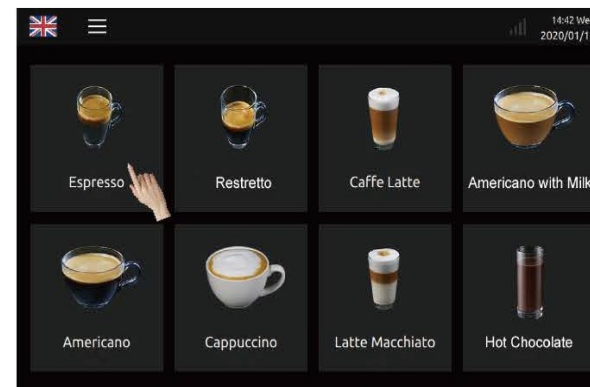 14:42 We
2020/01/1
Espresso
Restretto
Caffe Latte
Americano with Milk
Americano
Cappuccino
Latte Macchiato
Hot Chocolate